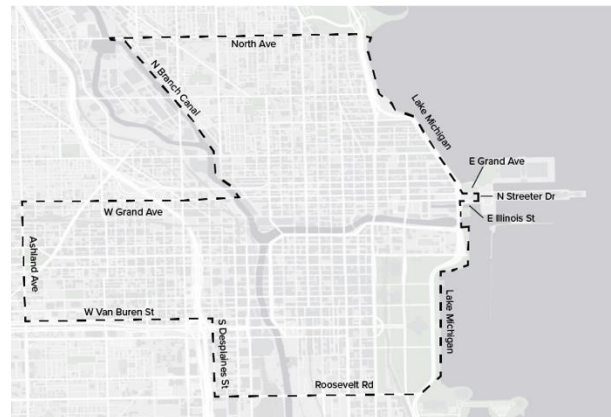 North Ave
N Branch Canal
Lake Michigan
E Grand Ave
N Streeter Dr
E Illinois St
W Grand Ave
Ashland Ave
W Van Buren St
S Desplaines St
Lake Michigan
Roosevelt Rd